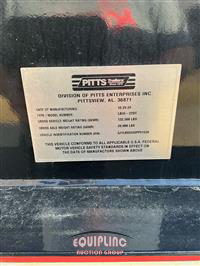 PITTS Trailers
DIVISION OF PITTS ENTERPRISES INC.
PITTSVIEW, AL. 36871
DATE OF MANUFACTURING
TYPE / MODEL NUMBER:
GROSS VEHICLE WEIGHT RATING (GVWR)
GROSS AXLE WEIGHT RATING (GAWR)
VEHICLE IDENTIFICATION NUMBER (VIN)
THIS VEHICLE CONFORMS TO ALL APPLICABLE U.S.A. FEDERAL
MOTOR VEHICLE SAFETY STANDARDS IN EFFECT ON
THE DATE OF MANUFACTURE SHOWN ABOVE
EQUIPLINC
AUCTION GROUP